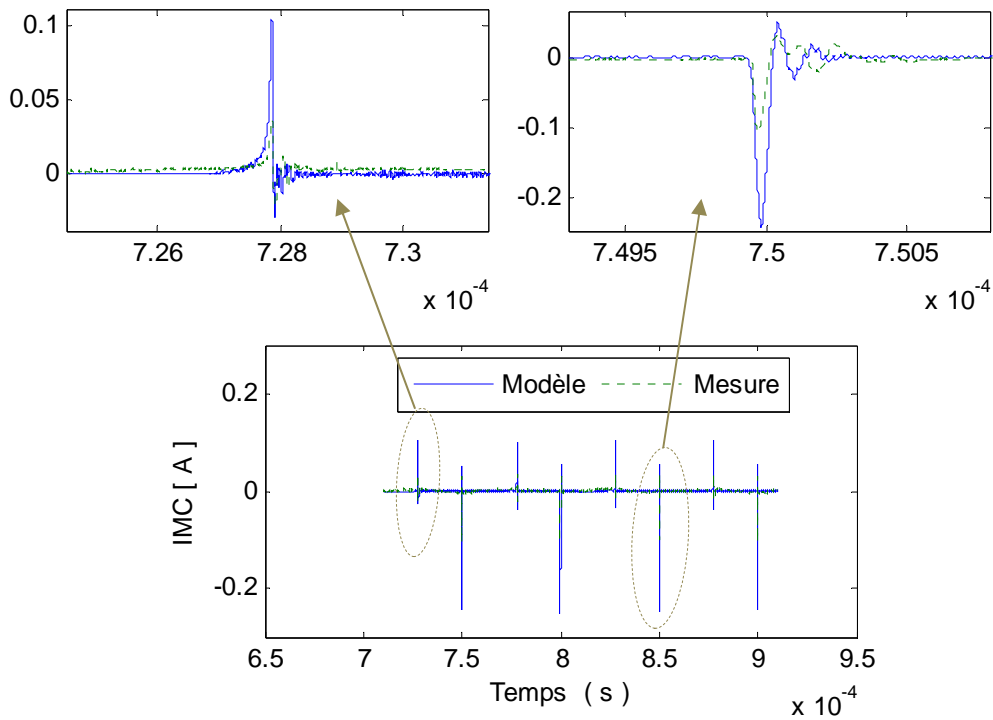 0.1
0.05
0
7.26 7.28 7.3
x 10-4
0
-0.1
-0.2
7.495 7.5 7.505
x 10-4
Modèle Mesure
0.2
0
-0.2
IMC [ A ]
6.5 7 7.5 8 8.5 9 9.5
Temps ( s )
x 10-4